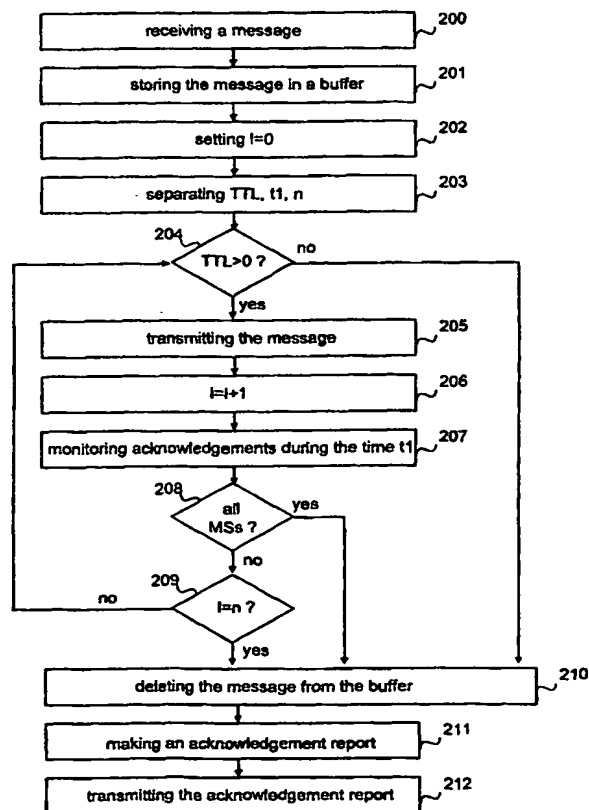 receiving a message 200
storing the message in a buffer 201
setting I=0 202
separating TTL, t1, n 203
204
TTL>0 ?
no
yes
transmitting the message 205
I=I+1 206
monitoring acknowledgements during the time t1 207
208
all
MSs ?
yes
no
209
I=n ?
no
yes
deleting the message from the buffer 210
making an acknowledgement report 211
transmitting the acknowledgement report 212